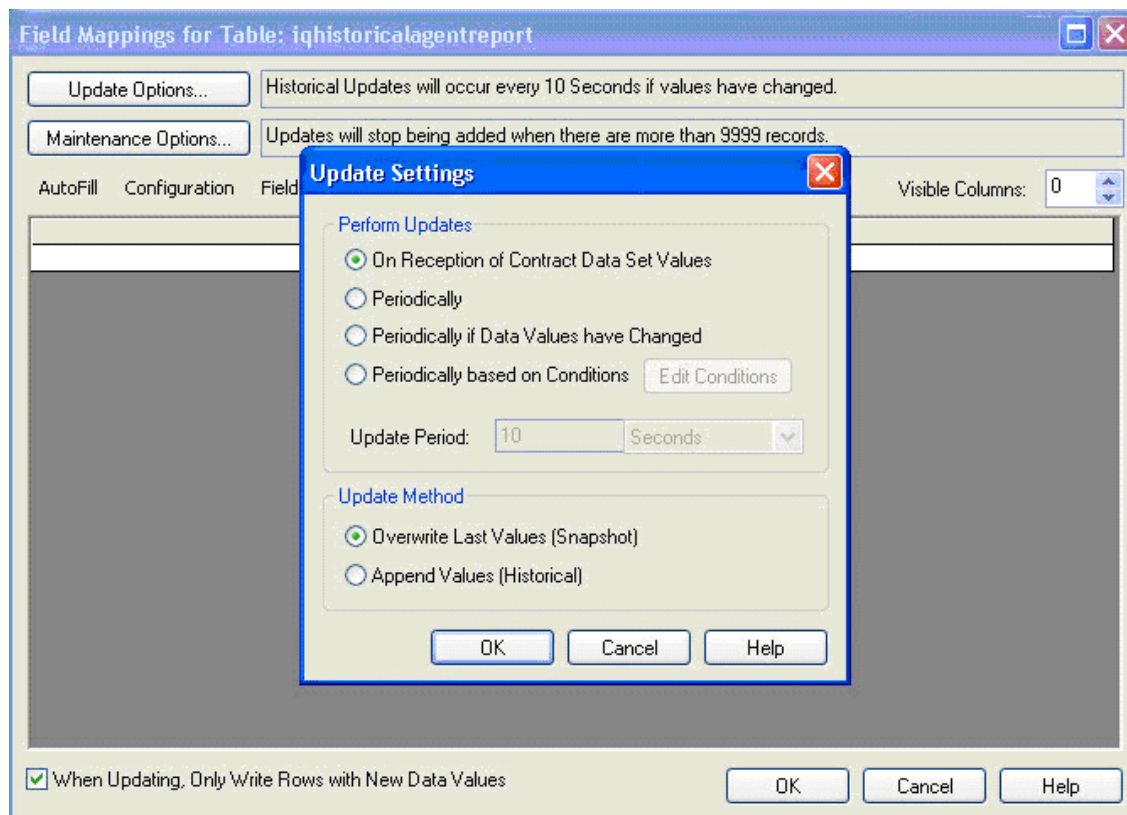 Field Mappings for Table: iqhistoricalagentreport
Update Options...
Historical Updates will occur every 10 Seconds if values have changed.
Maintenance Options...
Updates will stop being added when there are more than 9999 records.
AutoFill Configuration Field
Visible Columns: 0
Update Settings
Perform Updates
On Reception of Contract Data Set Values
Periodically
Periodically if Data Values have Changed
Periodically based on Conditions Edit Conditions
Update Period: 10 Seconds
Update Method
Overwrite Last Values (Snapshot)
Append Values (Historical)
OK Cancel Help
When Updating, Only Write Rows with New Data Values
OK Cancel Help